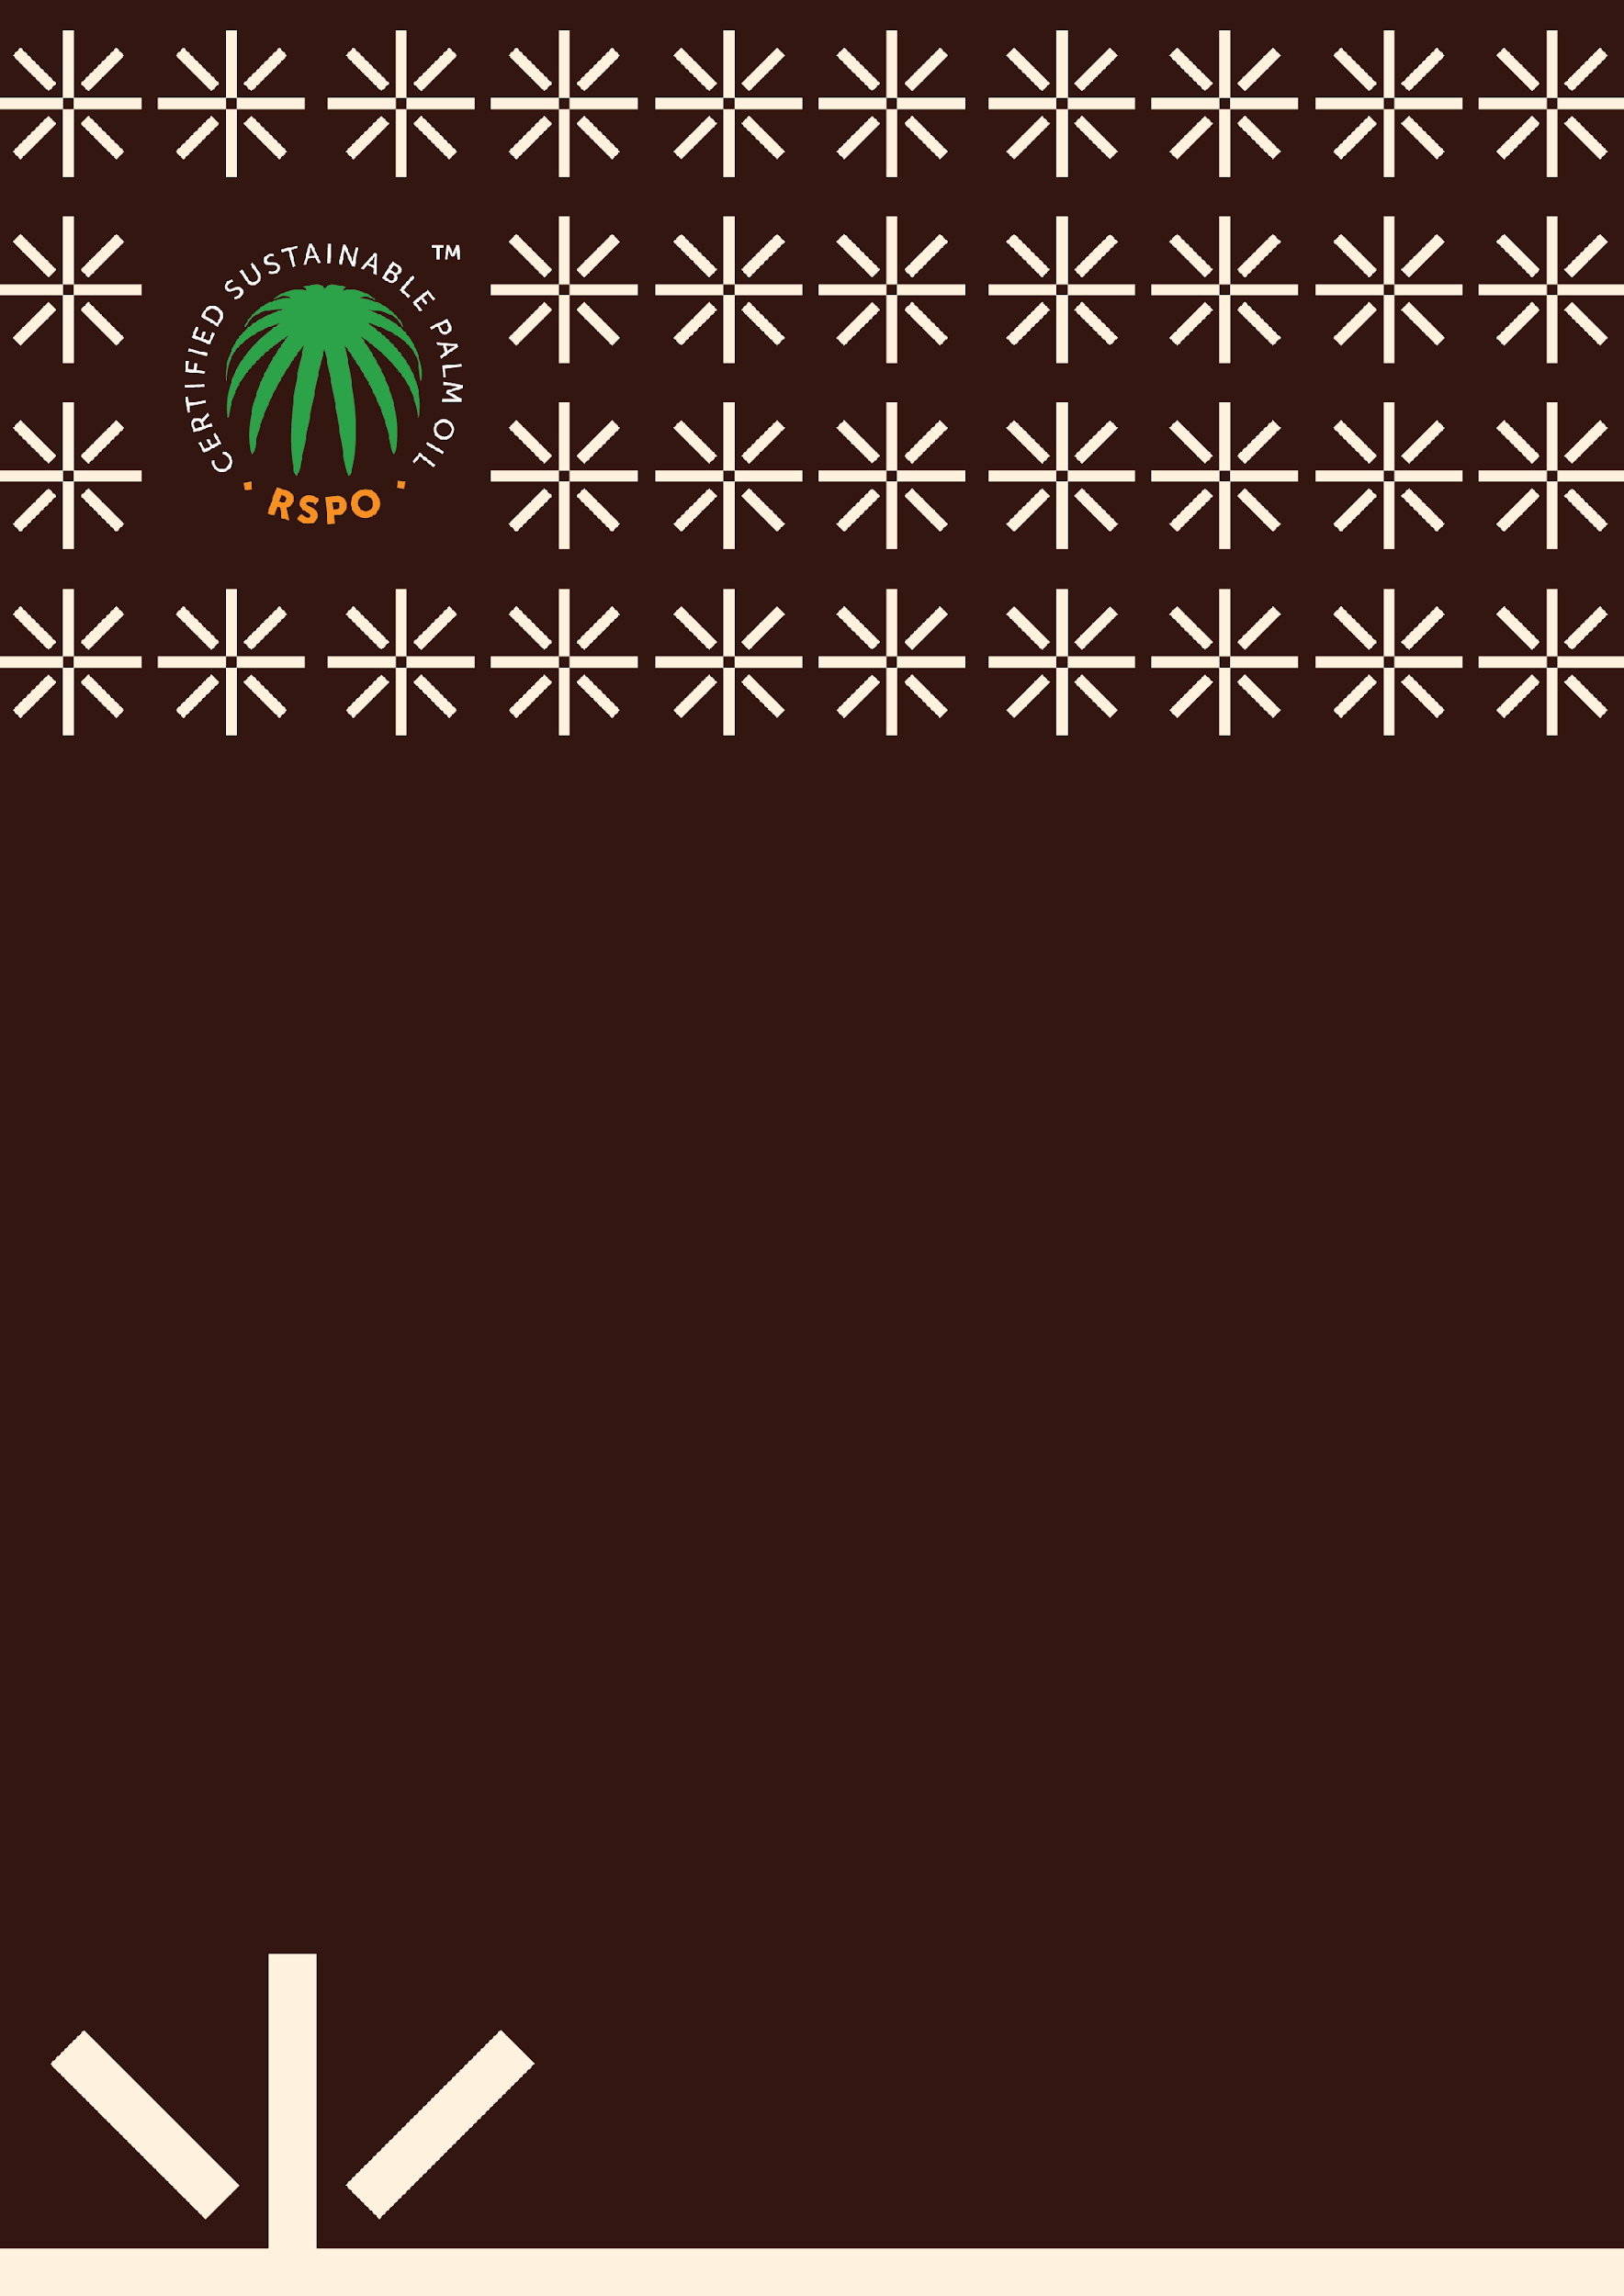 CERTIFIED SUSTAINABLE PALM OIL ™
· RSPO ·